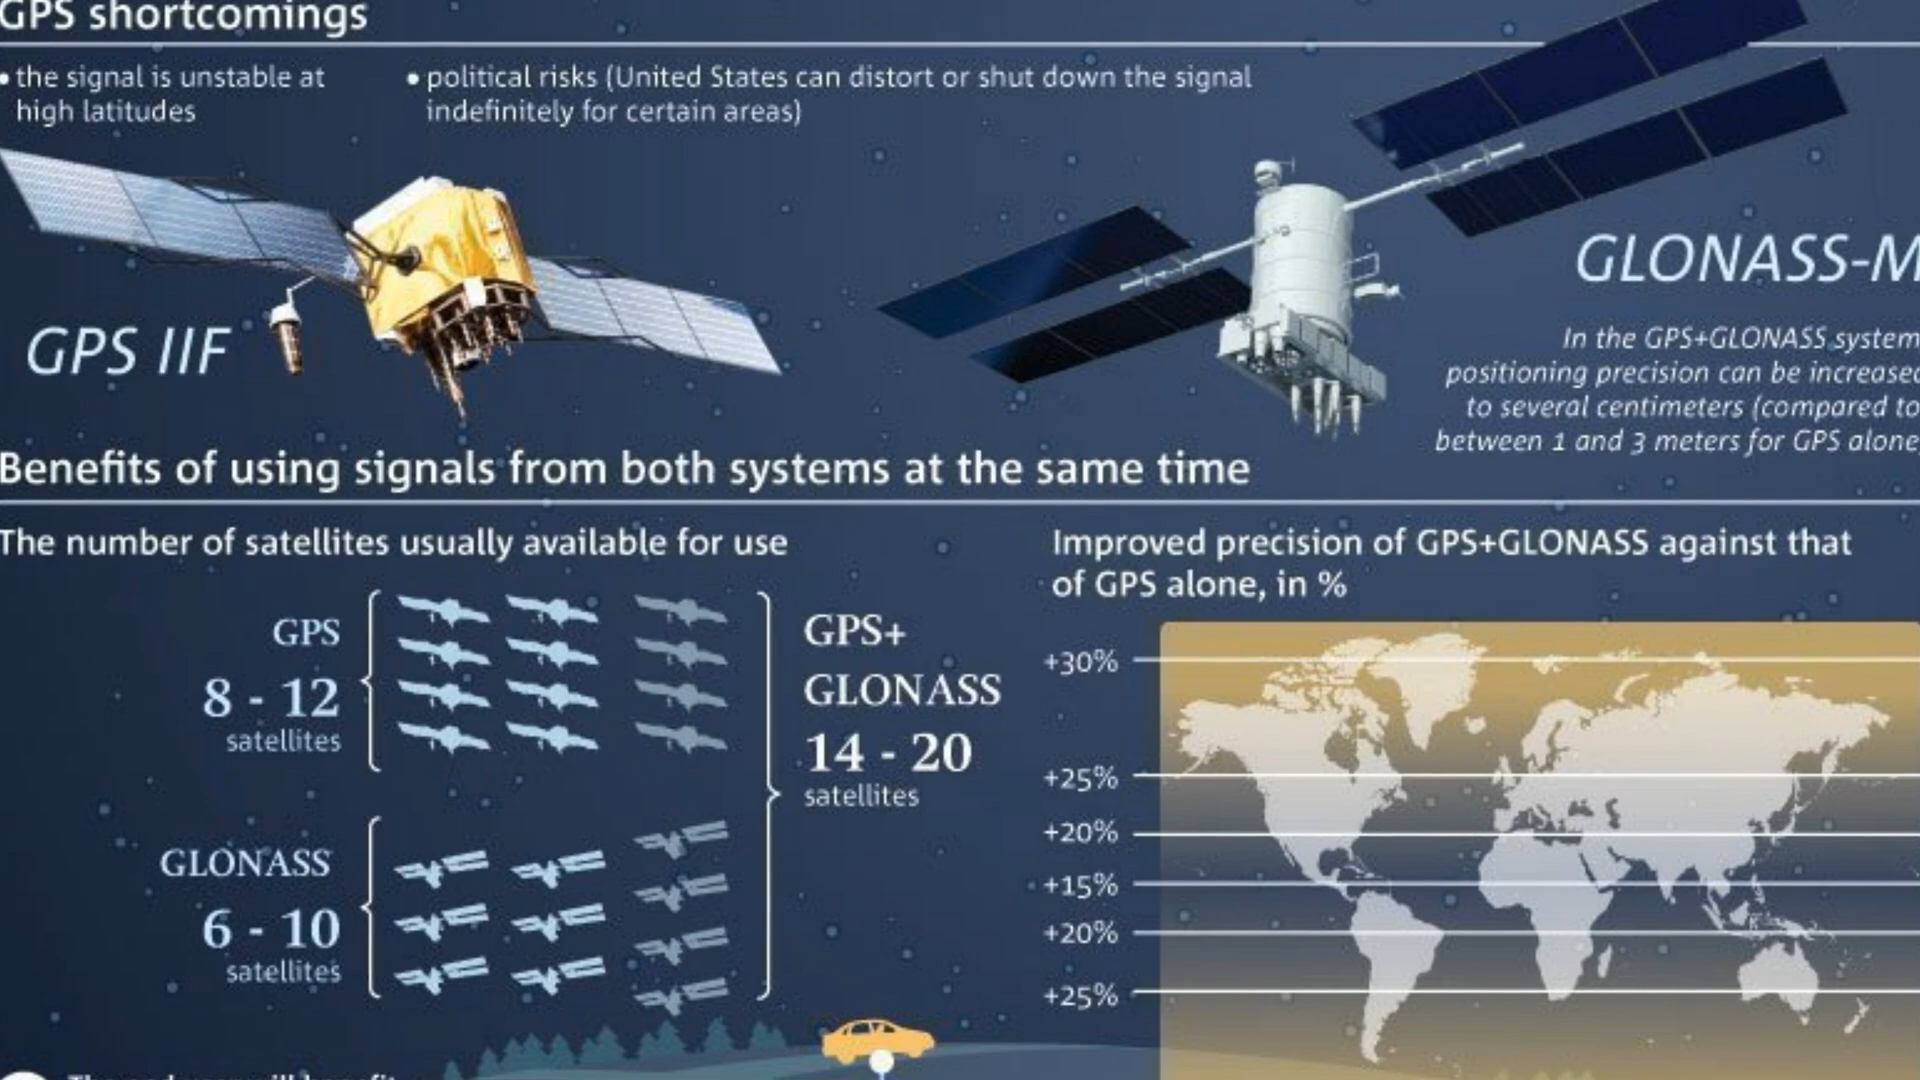 GPS shortcomings
• the signal is unstable at
high latitudes
• political risks (United States can distort or shut down the signal
indefinitely for certain areas)
GPS IIF
GLONASS-M
In the GPS+GLONASS system
positioning precision can be increased
to several centimeters (compared to
between 1 and 3 meters for GPS alone
Benefits of using signals from both systems at the same time
The number of satellites usually available for use
GPS
8 - 12
satellites
GLONASS
6 - 10
satellites
GPS+
GLONASS
14 - 20
satellites
Improved precision of GPS+GLONASS against that
of GPS alone, in %
+30%
+25%
+20%
+15%
+20%
+25%